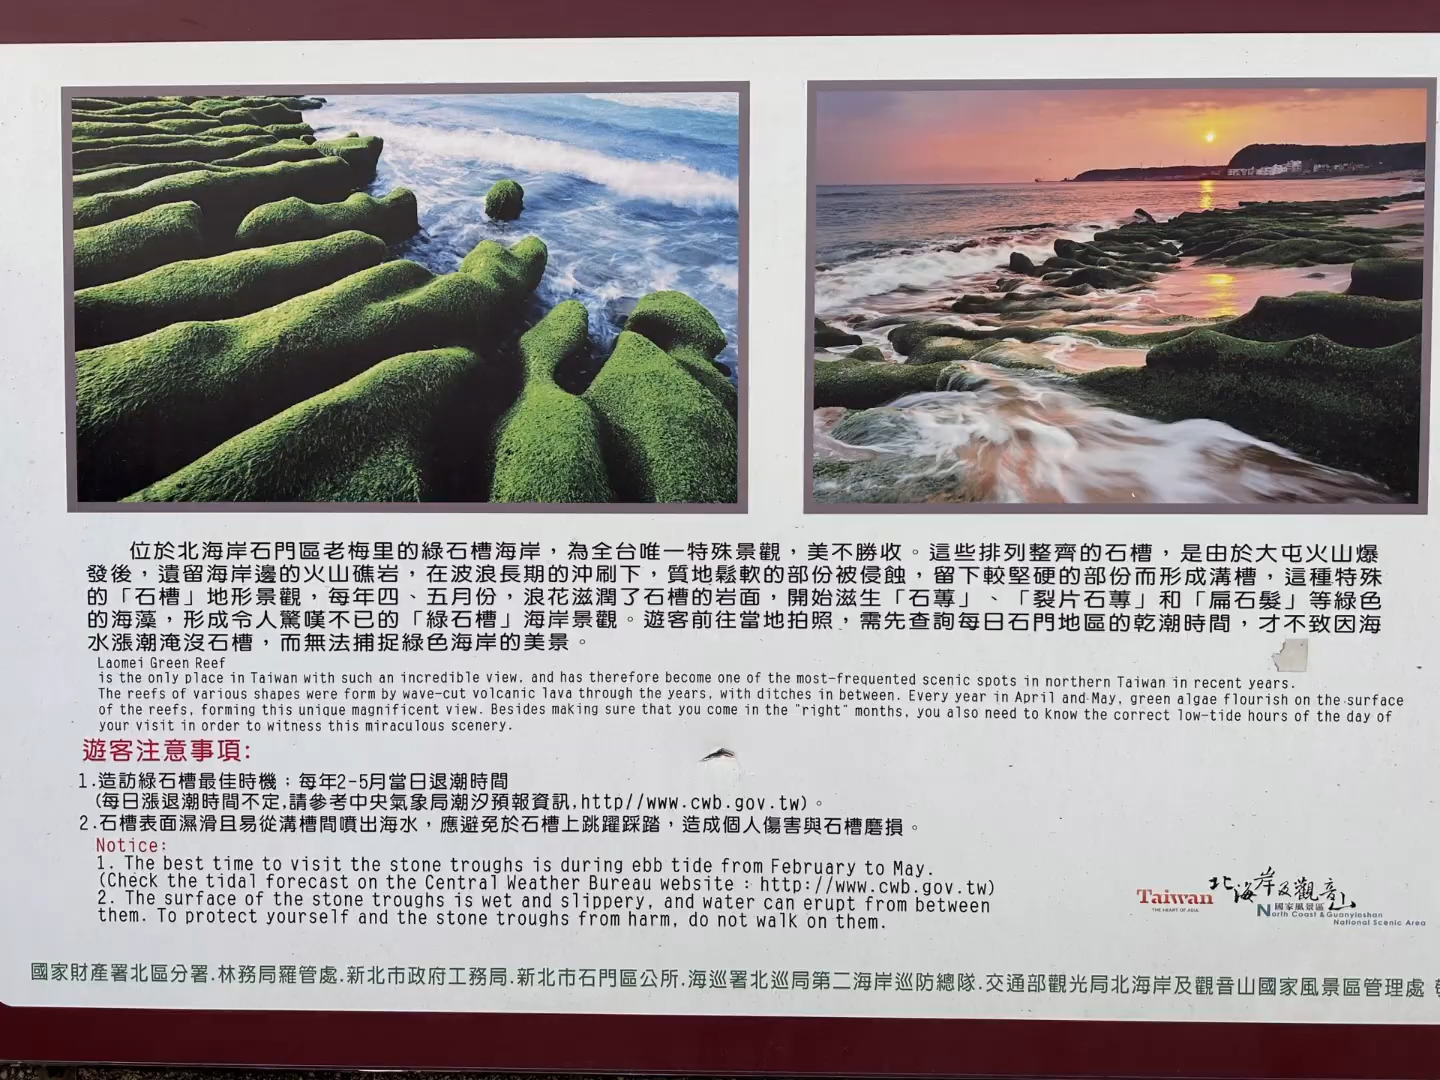 位於北海岸石門區老梅里的綠石槽海岸，為全台唯一特殊景觀，美不勝收。這些排列整齊的石槽，是由於大屯火山爆
發後，遺留海岸邊的火山礁岩，在波浪長期的沖刷下，質地鬆軟的部份被侵蝕，留下較堅硬的部份而形成溝槽，這種特殊
的「石槽」地形景觀，每年四、五月份，浪花滋潤了石槽的岩面，開始滋生「石蓴」、「裂片石蓴」和「扁石髮」等綠色
的海藻，形成令人驚嘆不已的「綠石槽」海岸景觀。遊客前往當地拍照，需先查詢每日石門地區的乾潮時間，才不致因海
水漲潮淹沒石槽，而無法捕捉綠色海岸的美景。
Laomei Green Reef
is the only place in Taiwan with such an incredible view, and has therefore become one of the most-frequented scenic spots in northern Taiwan in recent years.
The reefs of various shapes were form by wave-cut volcanic lava through the years, with ditches in between. Every year in April and May, green algae flourish on the surface
of the reefs, forming this unique magnificent view. Besides making sure that you come in the "right" months, you also need to know the correct low-tide hours of the day of
your visit in order to witness this miraculous scenery.
遊客注意事項:
1.造訪綠石槽最佳時機；每年2-5月當日退潮時間
(每日漲退潮時間不定,請參考中央氣象局潮汐預報資訊,http//www.cwb.gov.tw)。
2.石槽表面濕滑且易從溝槽間噴出海水，應避免於石槽上跳躍踩踏，造成個人傷害與石槽磨損。
Notice:
1. The best time to visit the stone troughs is during ebb tide from February to May.
(Check the tidal forecast on the Central Weather Bureau website : http://www.cwb.gov.tw)
2. The surface of the stone troughs is wet and slippery, and water can erupt from between
them. To protect yourself and the stone troughs from harm, do not walk on them.
Taiwan
THE HEART OF ASIA
北海岸及觀音山
國家風景區
North Coast & Guanyinshan
National Scenic Area
國家財產署北區分署.林務局羅管處.新北市政府工務局.新北市石門區公所.海巡署北巡局第二海岸巡防總隊.交通部觀光局北海岸及觀音山國家風景區管理處